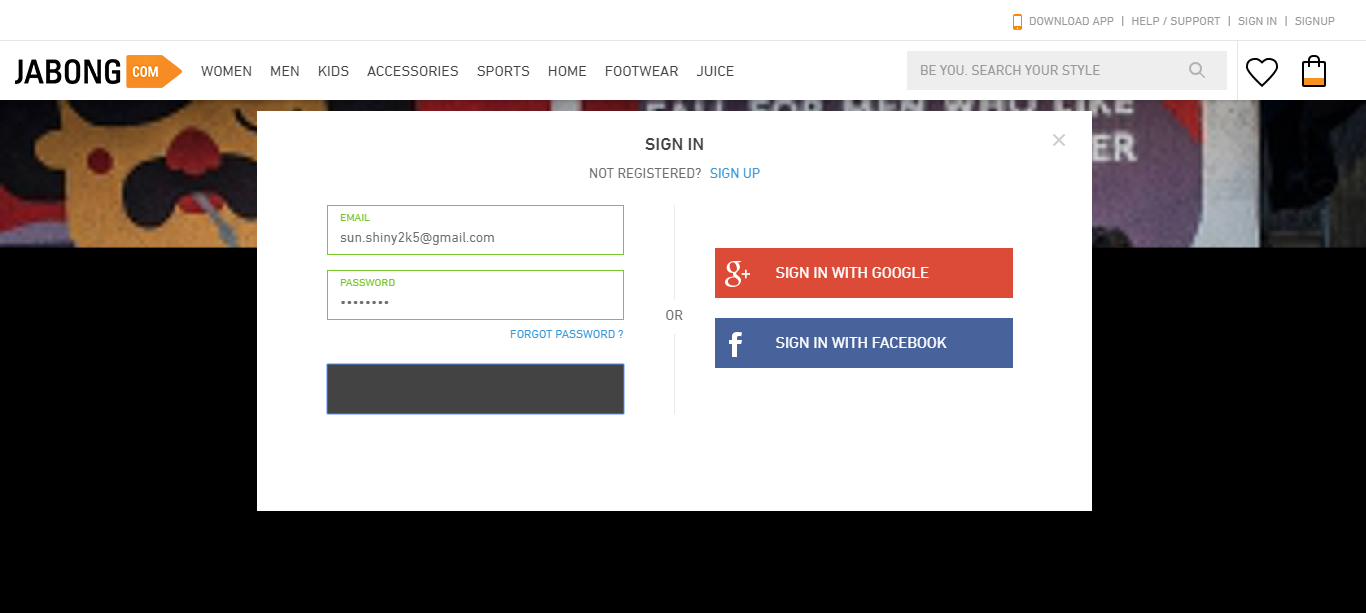 DOWNLOAD APP | HELP / SUPPORT | SIGN IN | SIGNUP
JABONG COM WOMEN MEN KIDS ACCESSORIES SPORTS HOME FOOTWEAR JUICE BE YOU. SEARCH YOUR STYLE
FALL FOR MEN WHO LIKE
ER
SIGN IN
NOT REGISTERED? SIGN UP
EMAIL
sun.shiny2k5@gmail.com
PASSWORD
••••••••
FORGOT PASSWORD ?
OR
g+ SIGN IN WITH GOOGLE
f SIGN IN WITH FACEBOOK